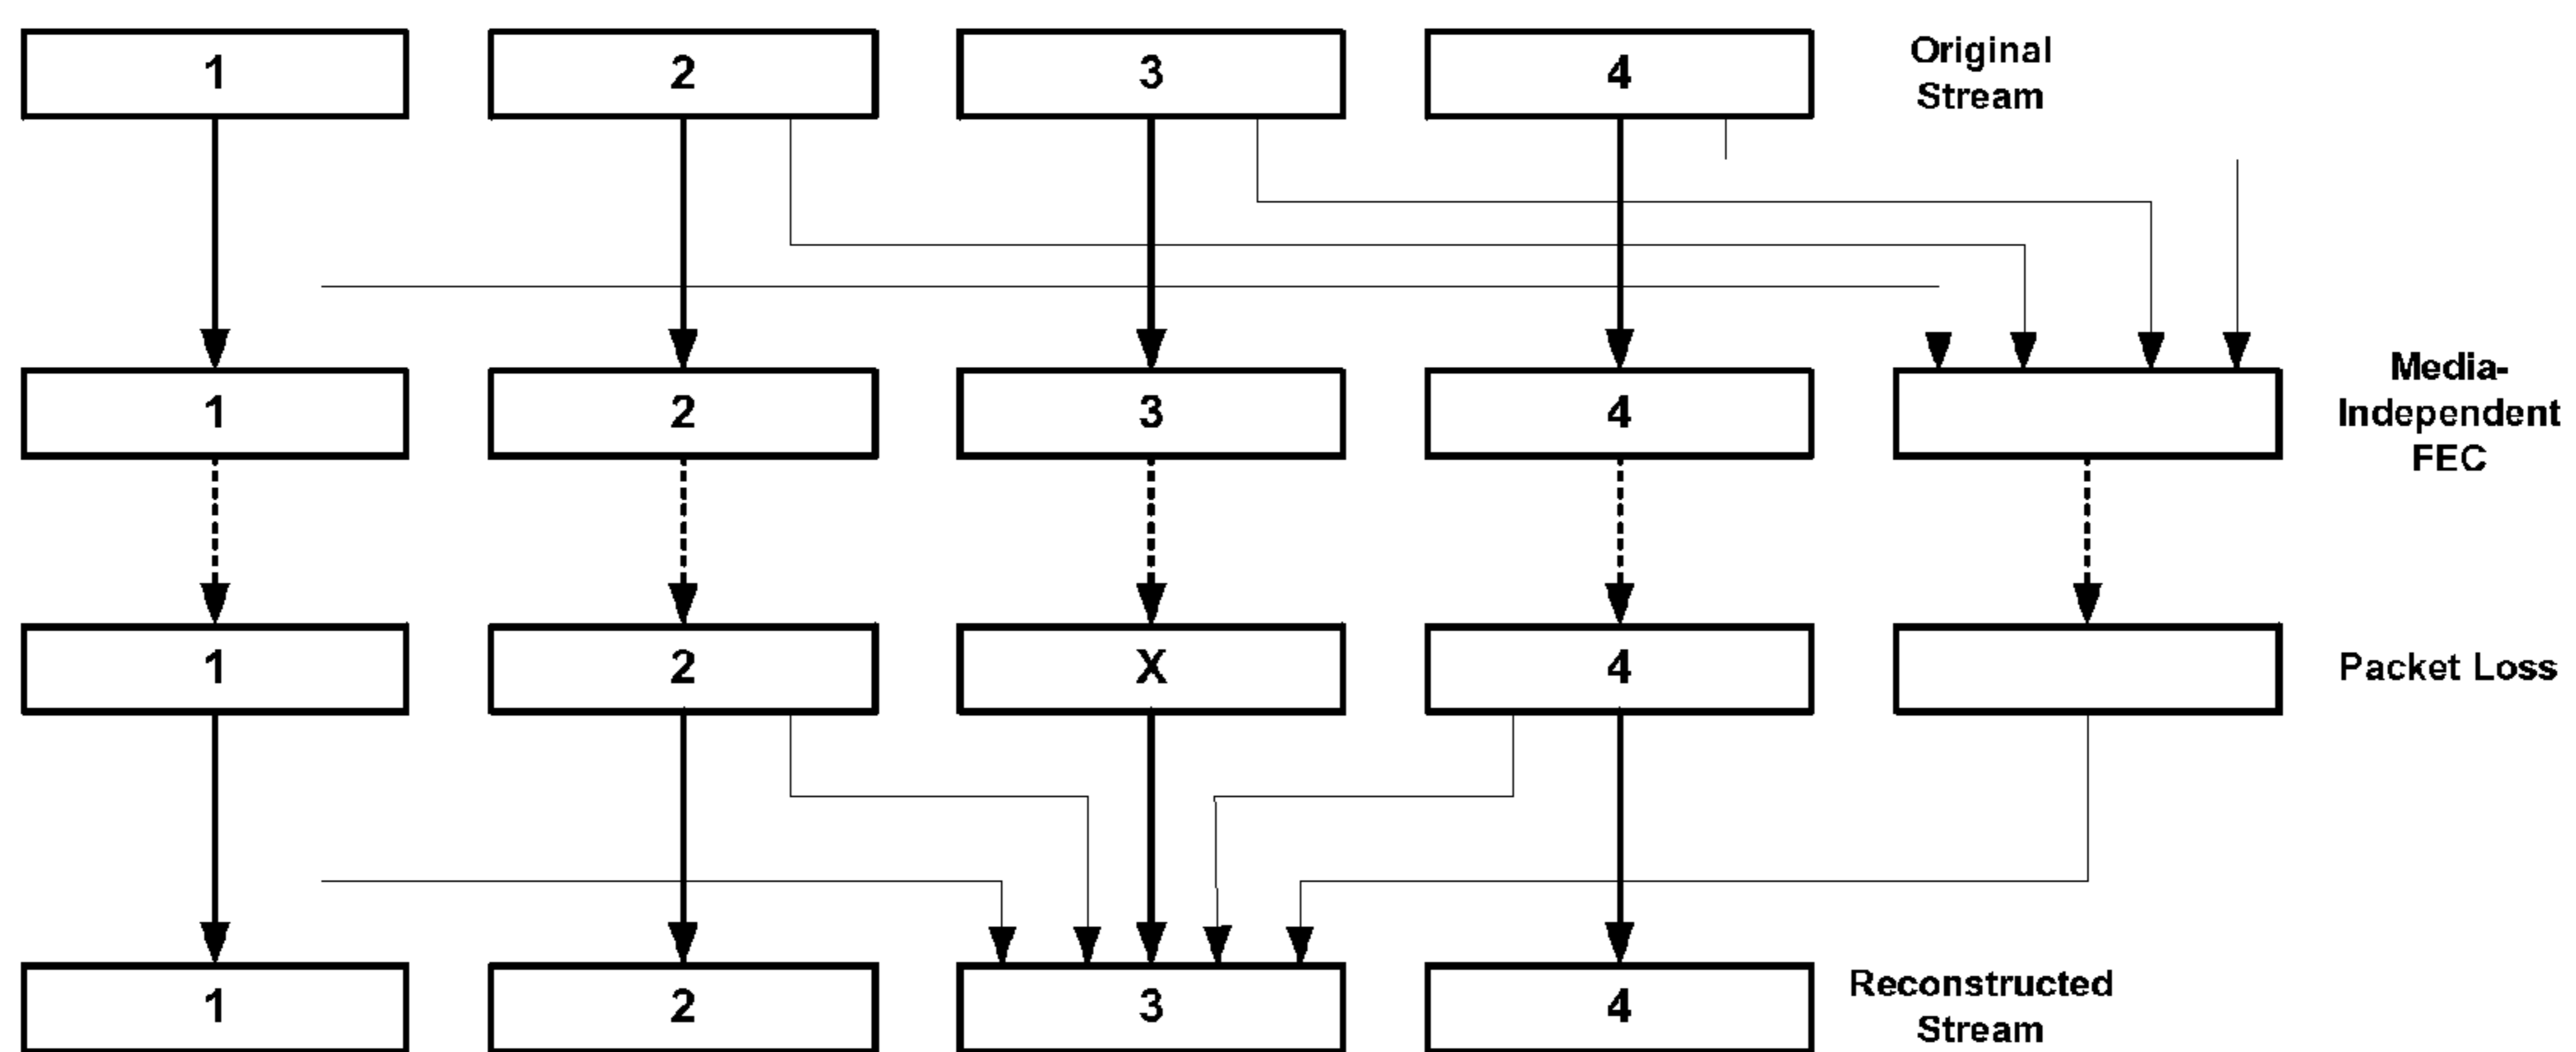 1 2 3 4 Original
Stream
1 2 3 4 Media-
Independent
FEC
1 2 X 4 Packet Loss
1 2 3 4 Reconstructed
Stream